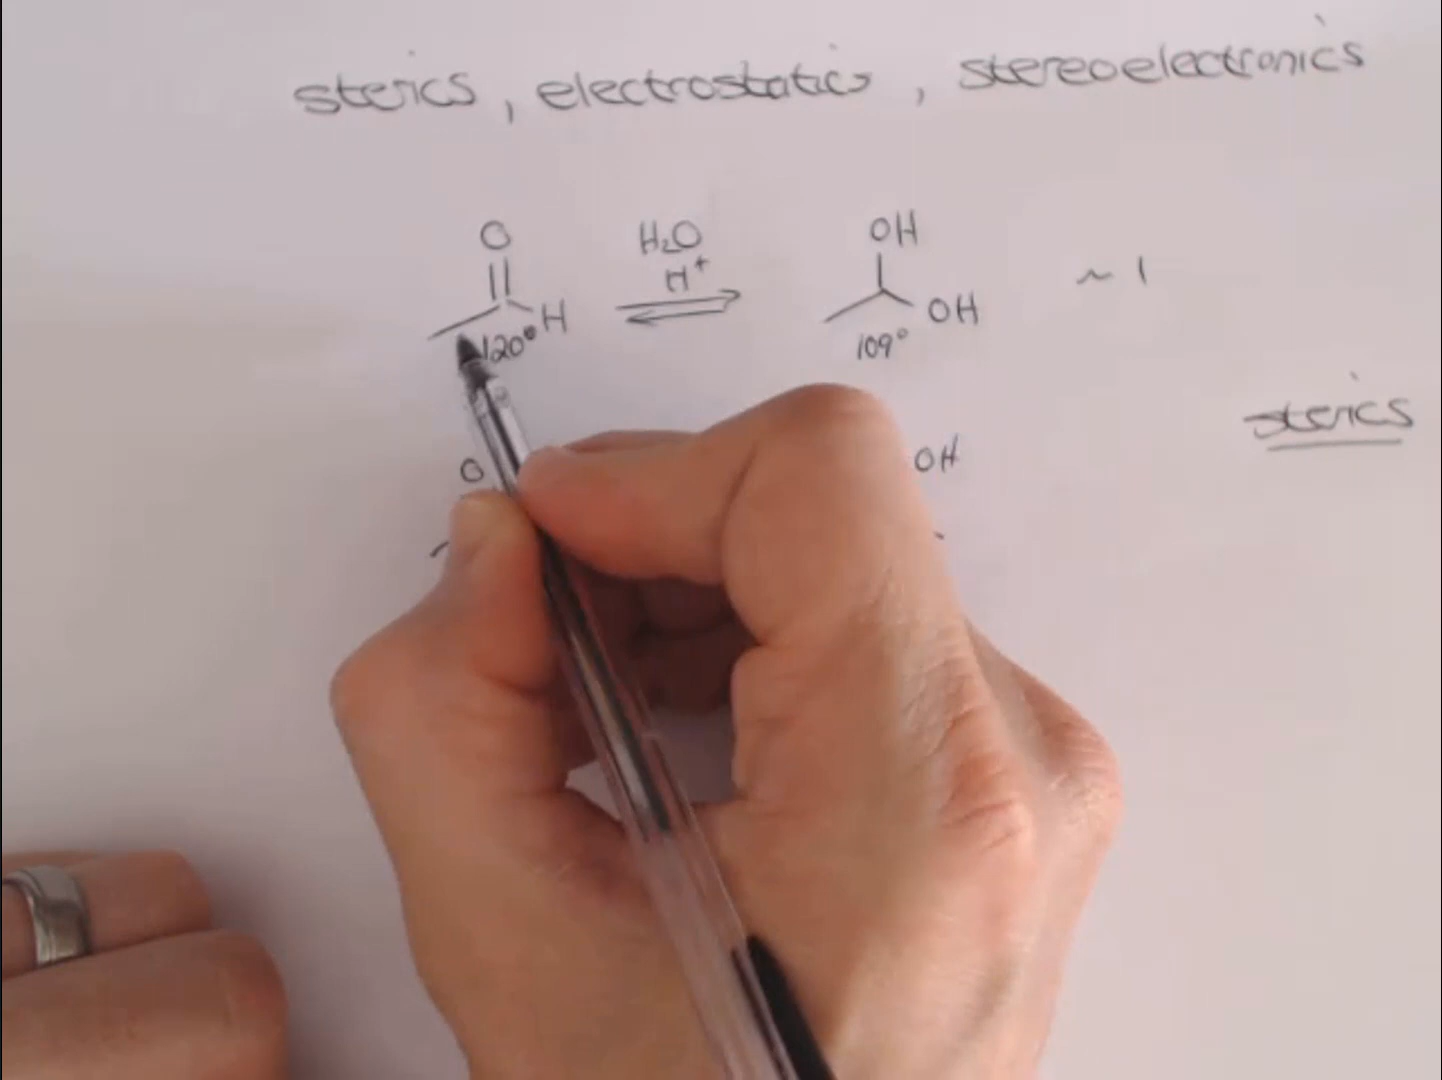 sterics, electrostatics, stereoelectronics
O H₂O OH
H⁺ ~ 1
H OH
120° 109°
sterics
O OH